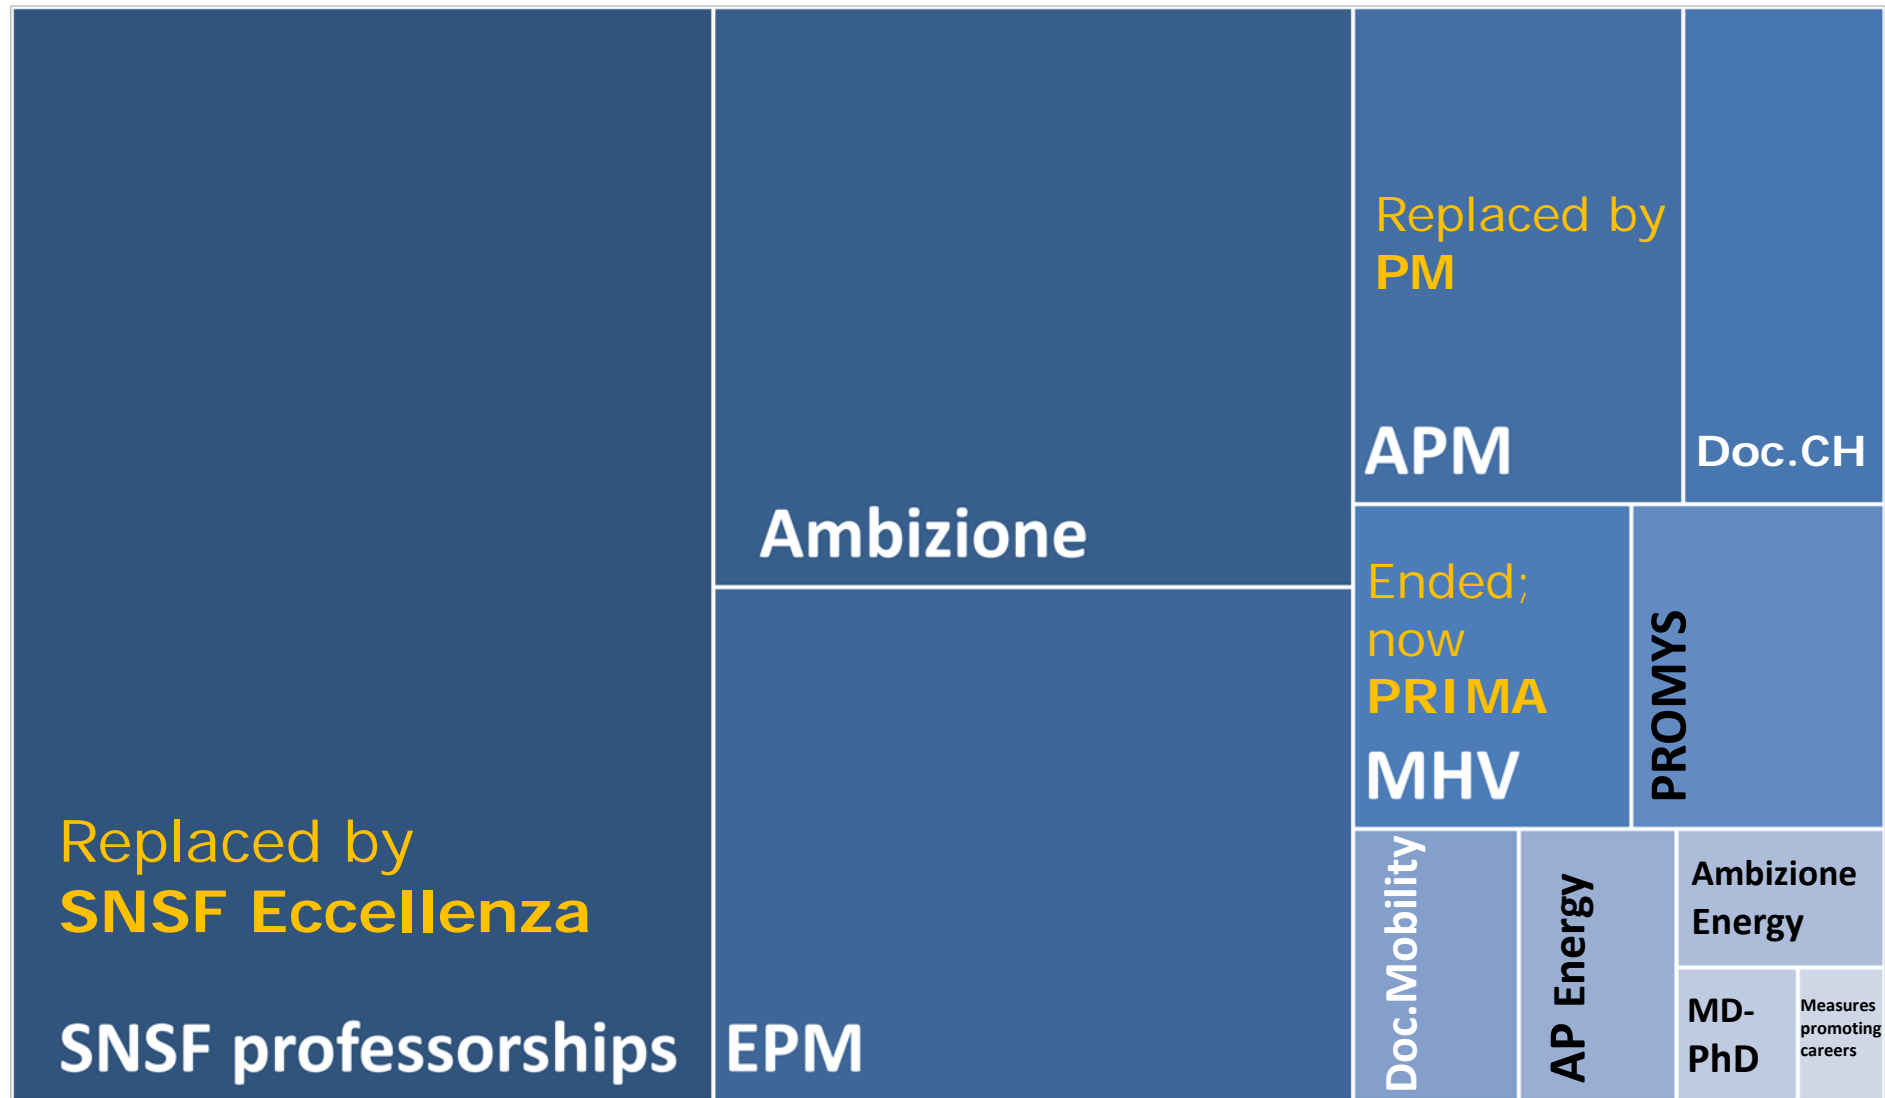 Replaced by
SNSF Eccellenza
SNSF professorships
Ambizione
EPM
Replaced by
PM
APM
Doc.CH
Ended;
now
PRIMA
MHV
PROMYS
Doc.Mobility
AP Energy
Ambizione
Energy
MD-
PhD
Measures
promoting
careers